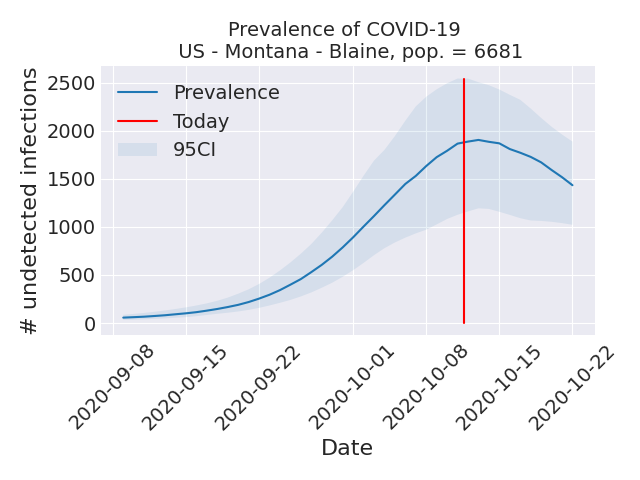 Prevalence of COVID-19
US - Montana - Blaine, pop. = 6681
# undetected infections
2500
2000
1500
1000
500
0
Prevalence
Today
95CI
2020-09-08
2020-09-15
2020-09-22
2020-10-01
2020-10-08
2020-10-15
2020-10-22
Date